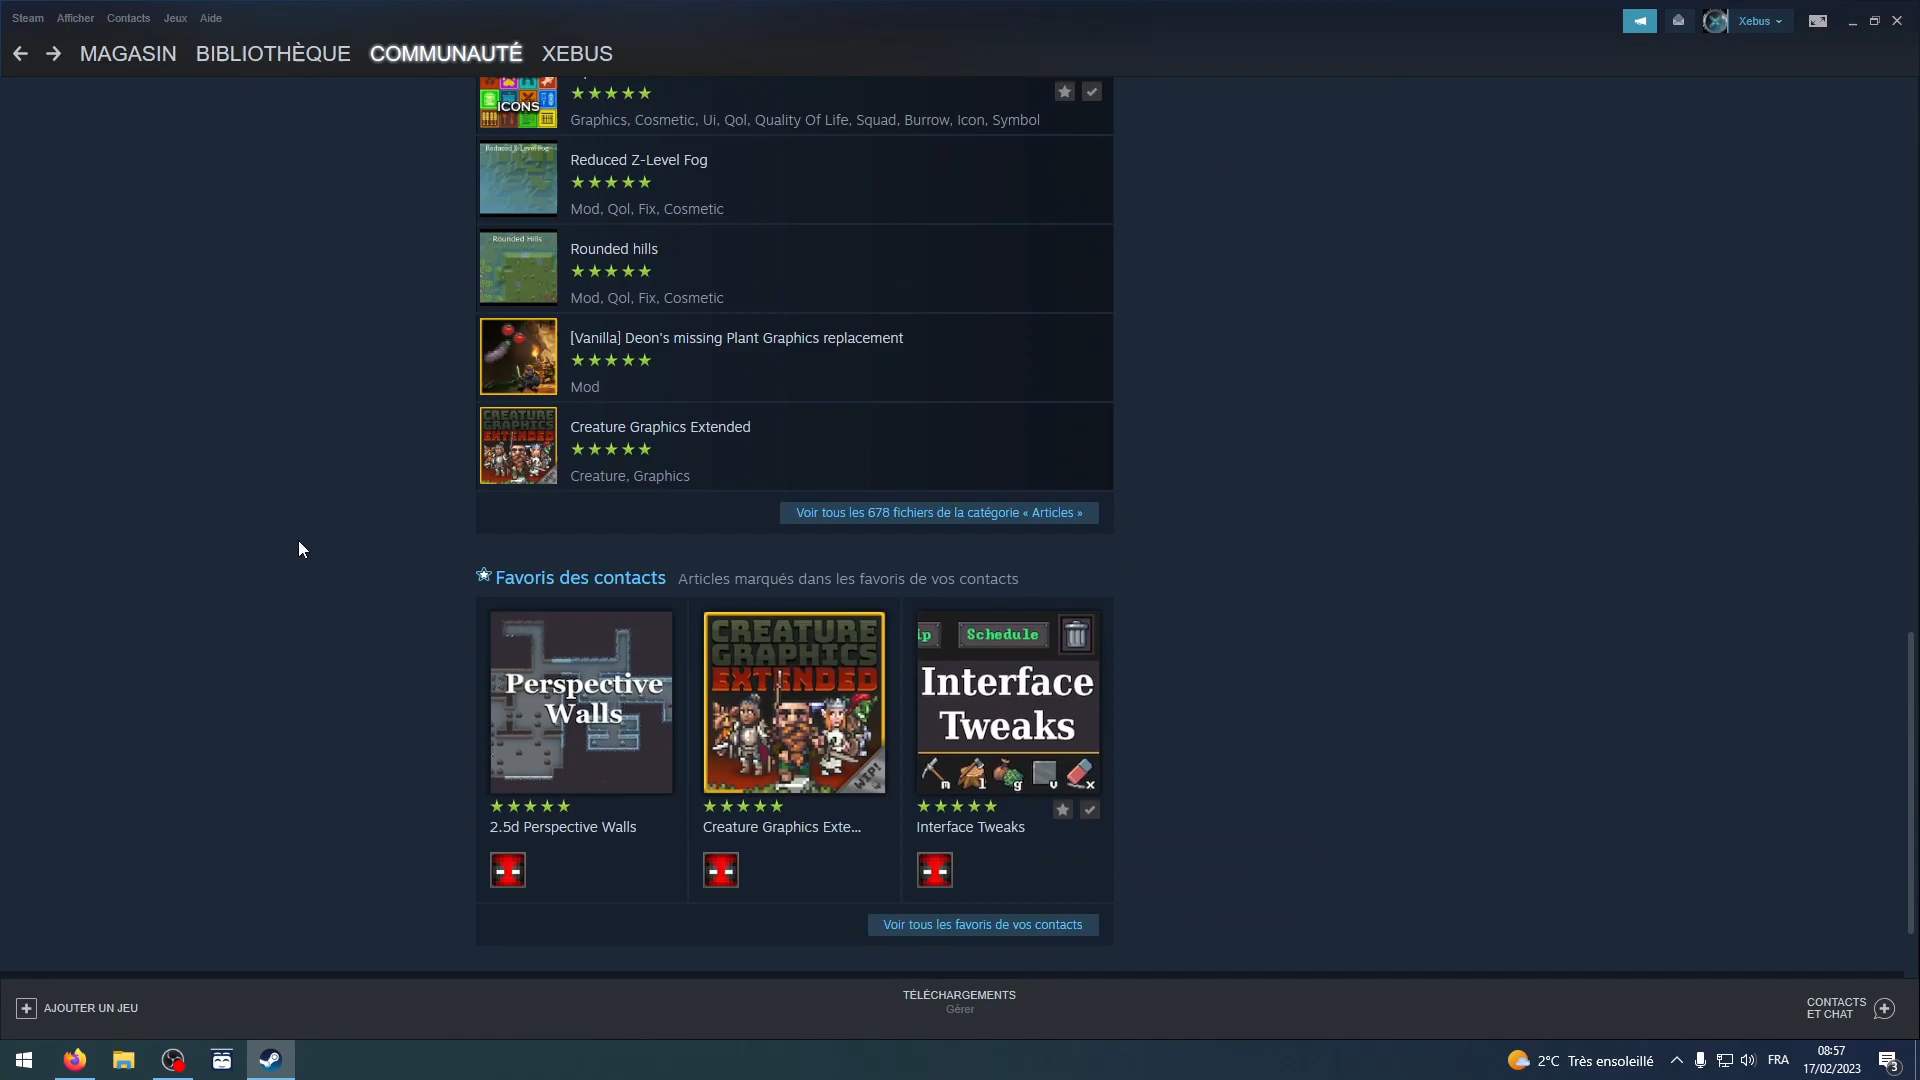 Steam Afficher Contacts Jeux Aide
Xebus
MAGASIN BIBLIOTHÈQUE COMMUNAUTÉ XEBUS
ICONS
Graphics, Cosmetic, Ui, Qol, Quality Of Life, Squad, Burrow, Icon, Symbol
Reduced Z-Level Fog
Reduced Z-Level Fog
Mod, Qol, Fix, Cosmetic
Rounded Hills
Rounded hills
Mod, Qol, Fix, Cosmetic
[Vanilla] Deon's missing Plant Graphics replacement
Mod
CREATURE
GRAPHICS
EXTENDED
Creature Graphics Extended
Creature, Graphics
Voir tous les 678 fichiers de la catégorie « Articles »
Favoris des contacts Articles marqués dans les favoris de vos contacts
Perspective
Walls
CREATURE
GRAPHICS
EXTENDED
WIP!
ip Schedule
Interface
Tweaks
m l g v x
2.5d Perspective Walls
Creature Graphics Exte...
Interface Tweaks
Voir tous les favoris de vos contacts
AJOUTER UN JEU
TÉLÉCHARGEMENTS
Gérer
CONTACTS
ET CHAT
2°C Très ensoleillé
FRA
08:57
17/02/2023
3